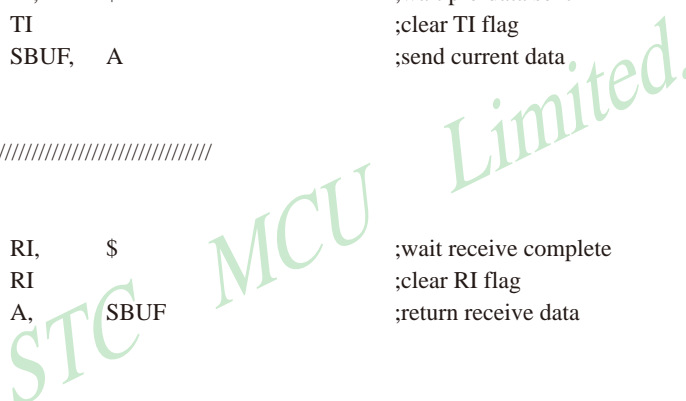 TI ;clear TI flag
SBUF, A ;send current data
////////////////////////////////
RI, $ ;wait receive complete
RI ;clear RI flag
A, SBUF ;return receive data
STC MCU Limited.